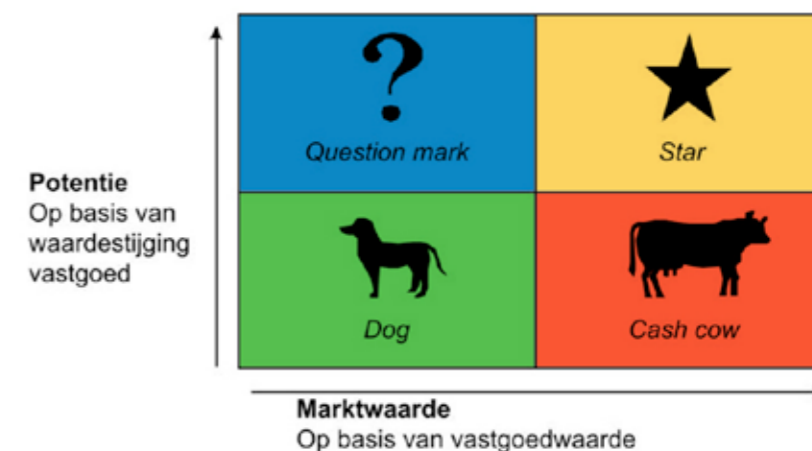 ?
Question mark
Star
Potentie
Op basis van
waardestijging
vastgoed
Dog
Cash cow
Marktwaarde
Op basis van vastgoedwaarde